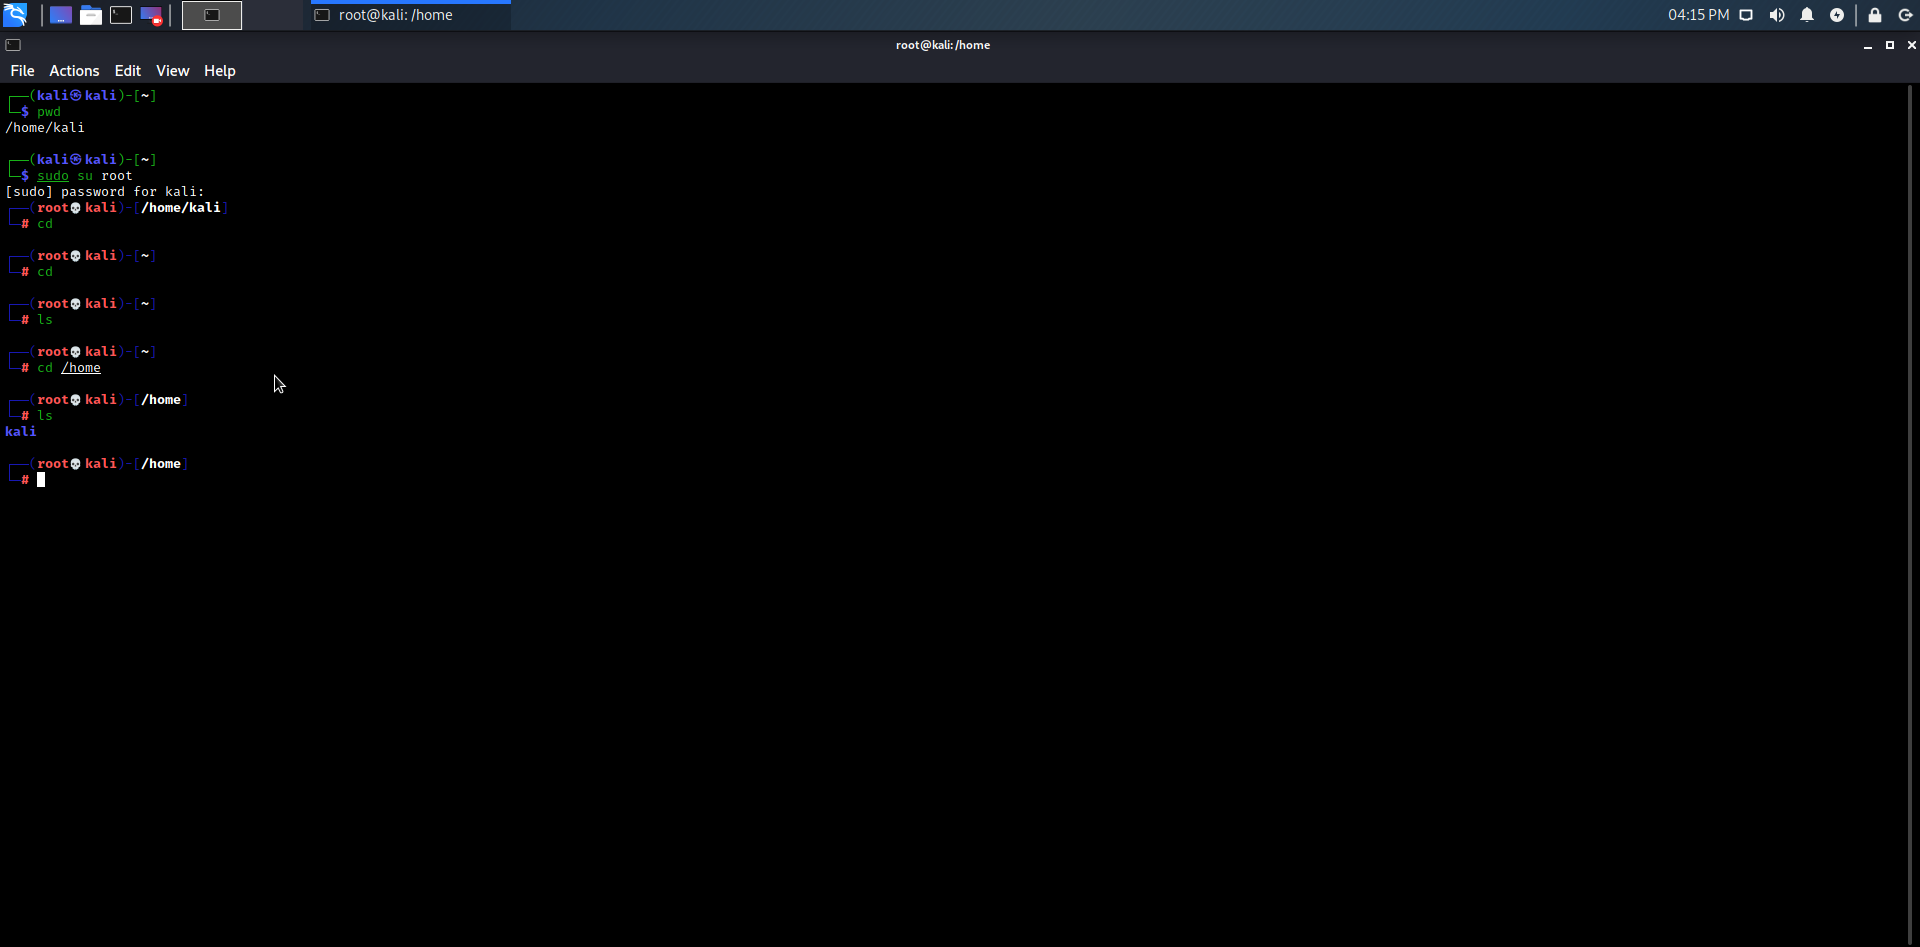 root@kali: /home
04:15 PM
root@kali: /home
File Actions Edit View Help
┌──(kali㉿kali)-[~]
└─$ pwd
/home/kali
┌──(kali㉿kali)-[~]
└─$ sudo su root
[sudo] password for kali:
┌──(root💀kali)-[/home/kali]
└─# cd
┌──(root💀kali)-[~]
└─# cd
┌──(root💀kali)-[~]
└─# ls
┌──(root💀kali)-[~]
└─# cd /home
┌──(root💀kali)-[/home]
└─# ls
kali
┌──(root💀kali)-[/home]
└─#